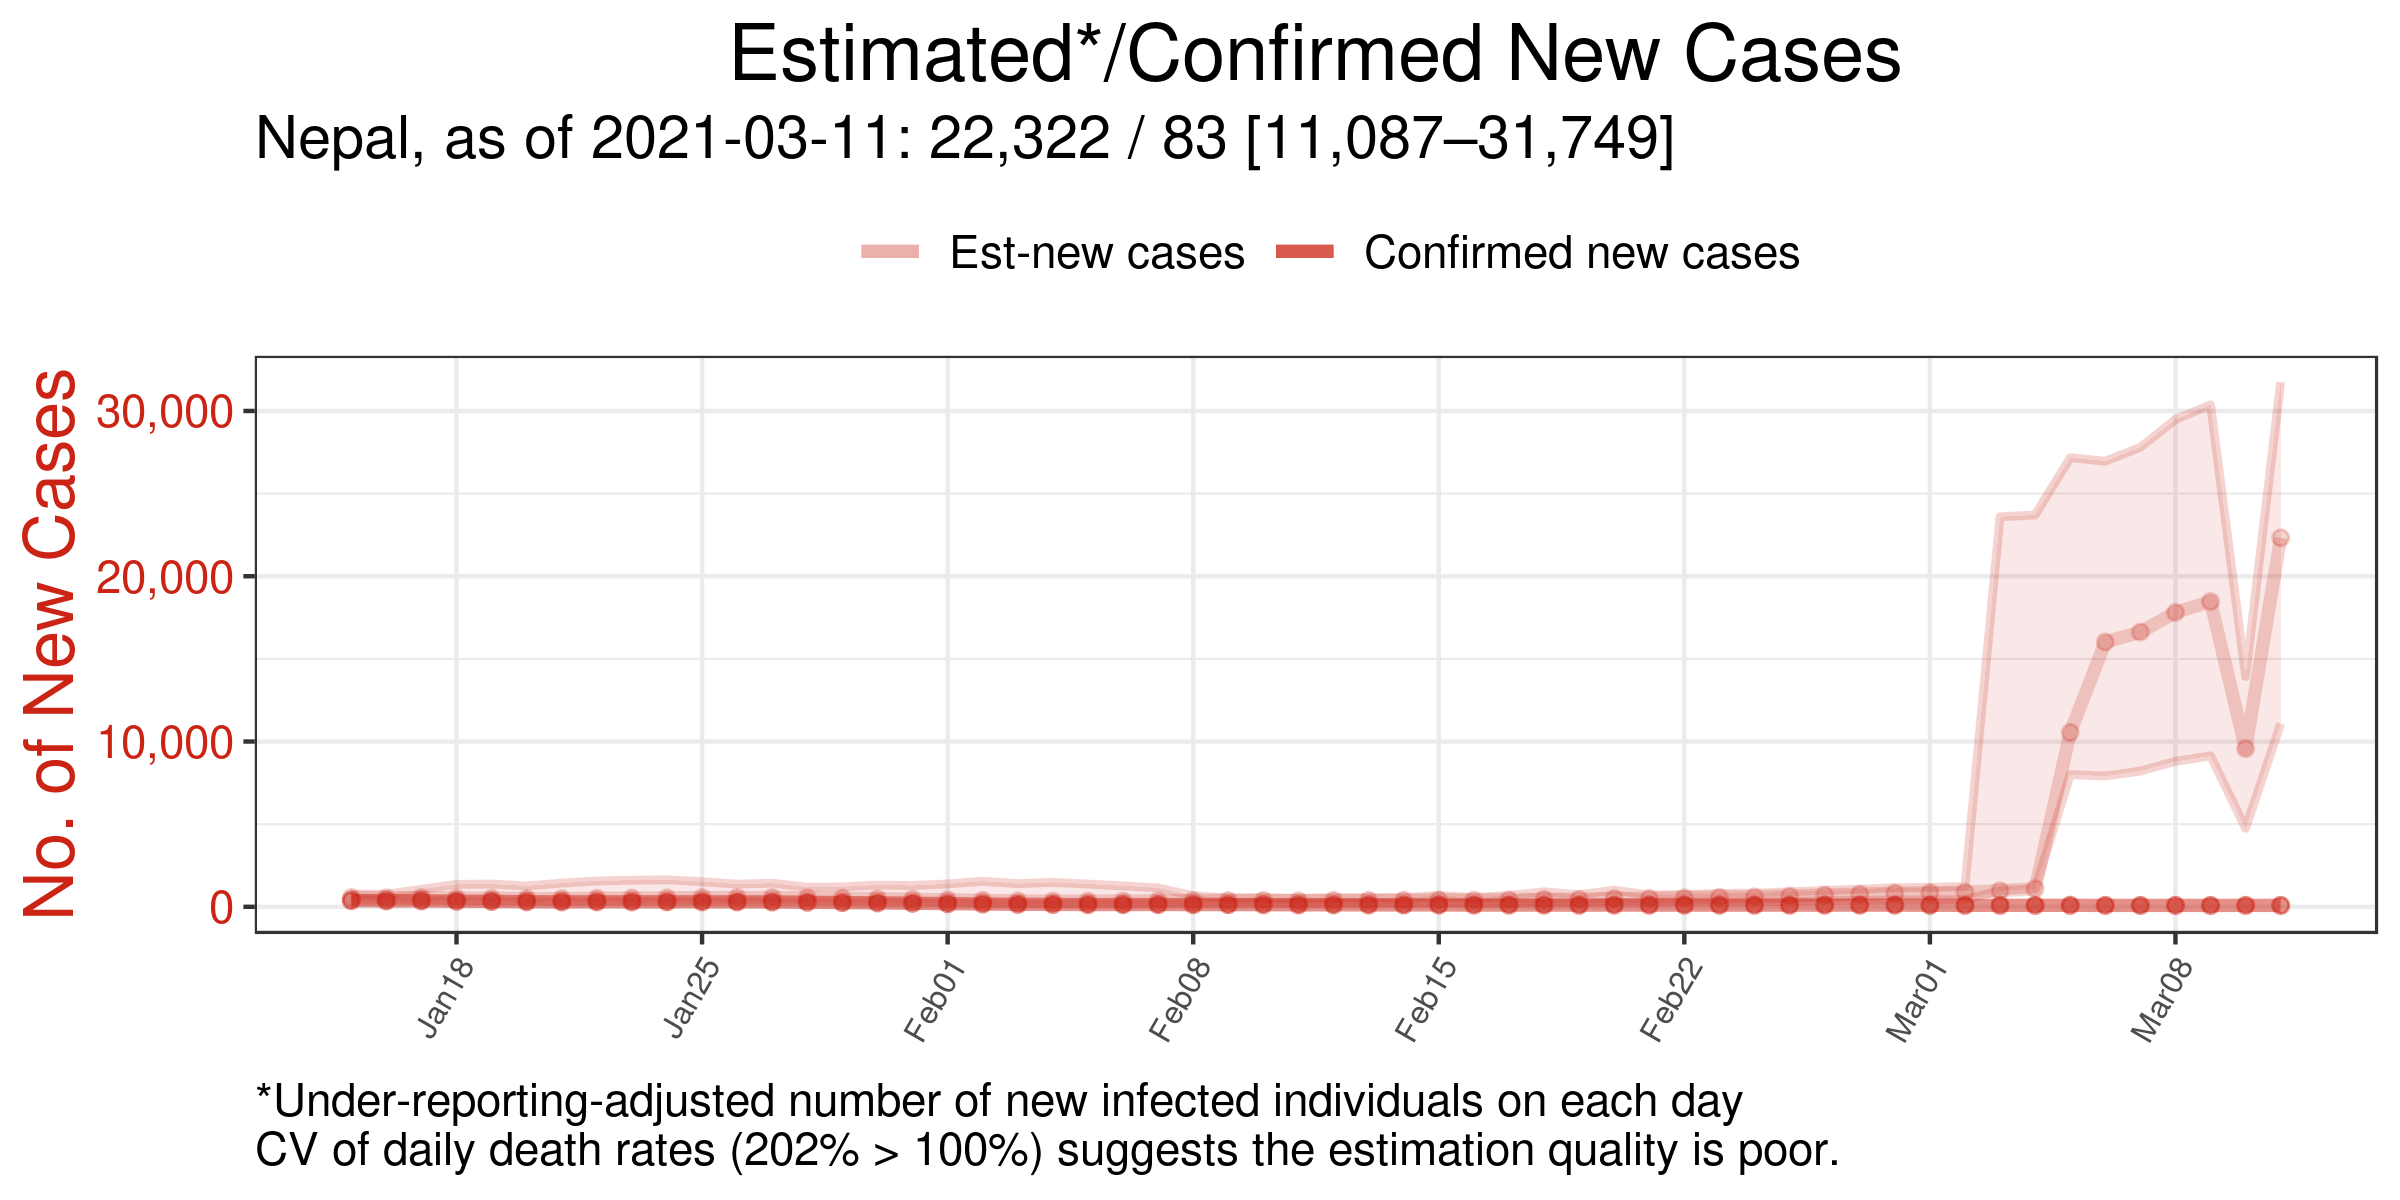 Estimated*/Confirmed New Cases
Nepal, as of 2021-03-11: 22,322 / 83 [11,087–31,749]
Est-new cases
Confirmed new cases
No. of New Cases
30,000
20,000
10,000
0
Jan18
Jan25
Feb01
Feb08
Feb15
Feb22
Mar01
Mar08
*Under-reporting-adjusted number of new infected individuals on each day
CV of daily death rates (202% > 100%) suggests the estimation quality is poor.